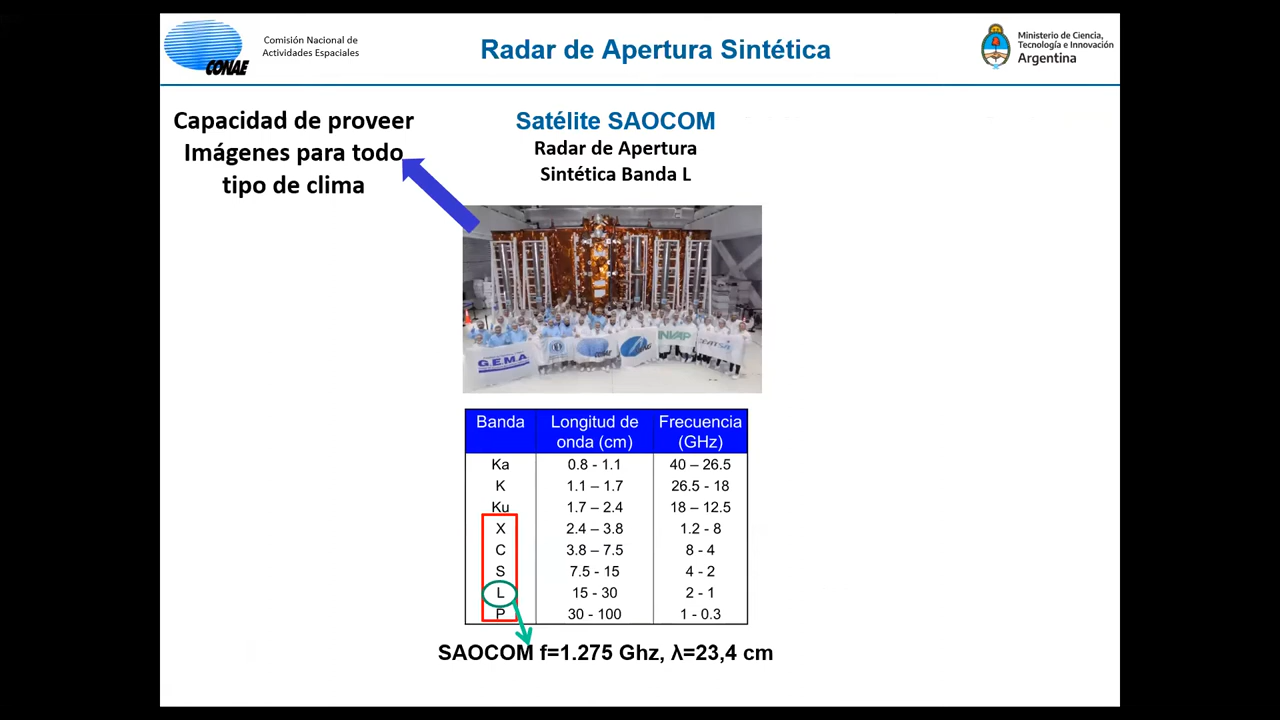 CONAE
Comisión Nacional de
Actividades Espaciales
Radar de Apertura Sintética
Ministerio de Ciencia,
Tecnología e Innovación
Argentina
Capacidad de proveer
Imágenes para todo
tipo de clima
Satélite SAOCOM
Radar de Apertura
Sintética Banda L
GEMA
CONAE
INVAP
CEATSA
Banda Longitud de onda (cm) Frecuencia (GHz)
Ka 0.8 - 1.1 40 – 26.5
K 1.1 – 1.7 26.5 - 18
Ku 1.7 – 2.4 18 – 12.5
X 2.4 – 3.8 1.2 - 8
C 3.8 – 7.5 8 - 4
S 7.5 - 15 4 - 2
L 15 - 30 2 - 1
P 30 - 100 1 - 0.3
SAOCOM f=1.275 Ghz, λ=23,4 cm